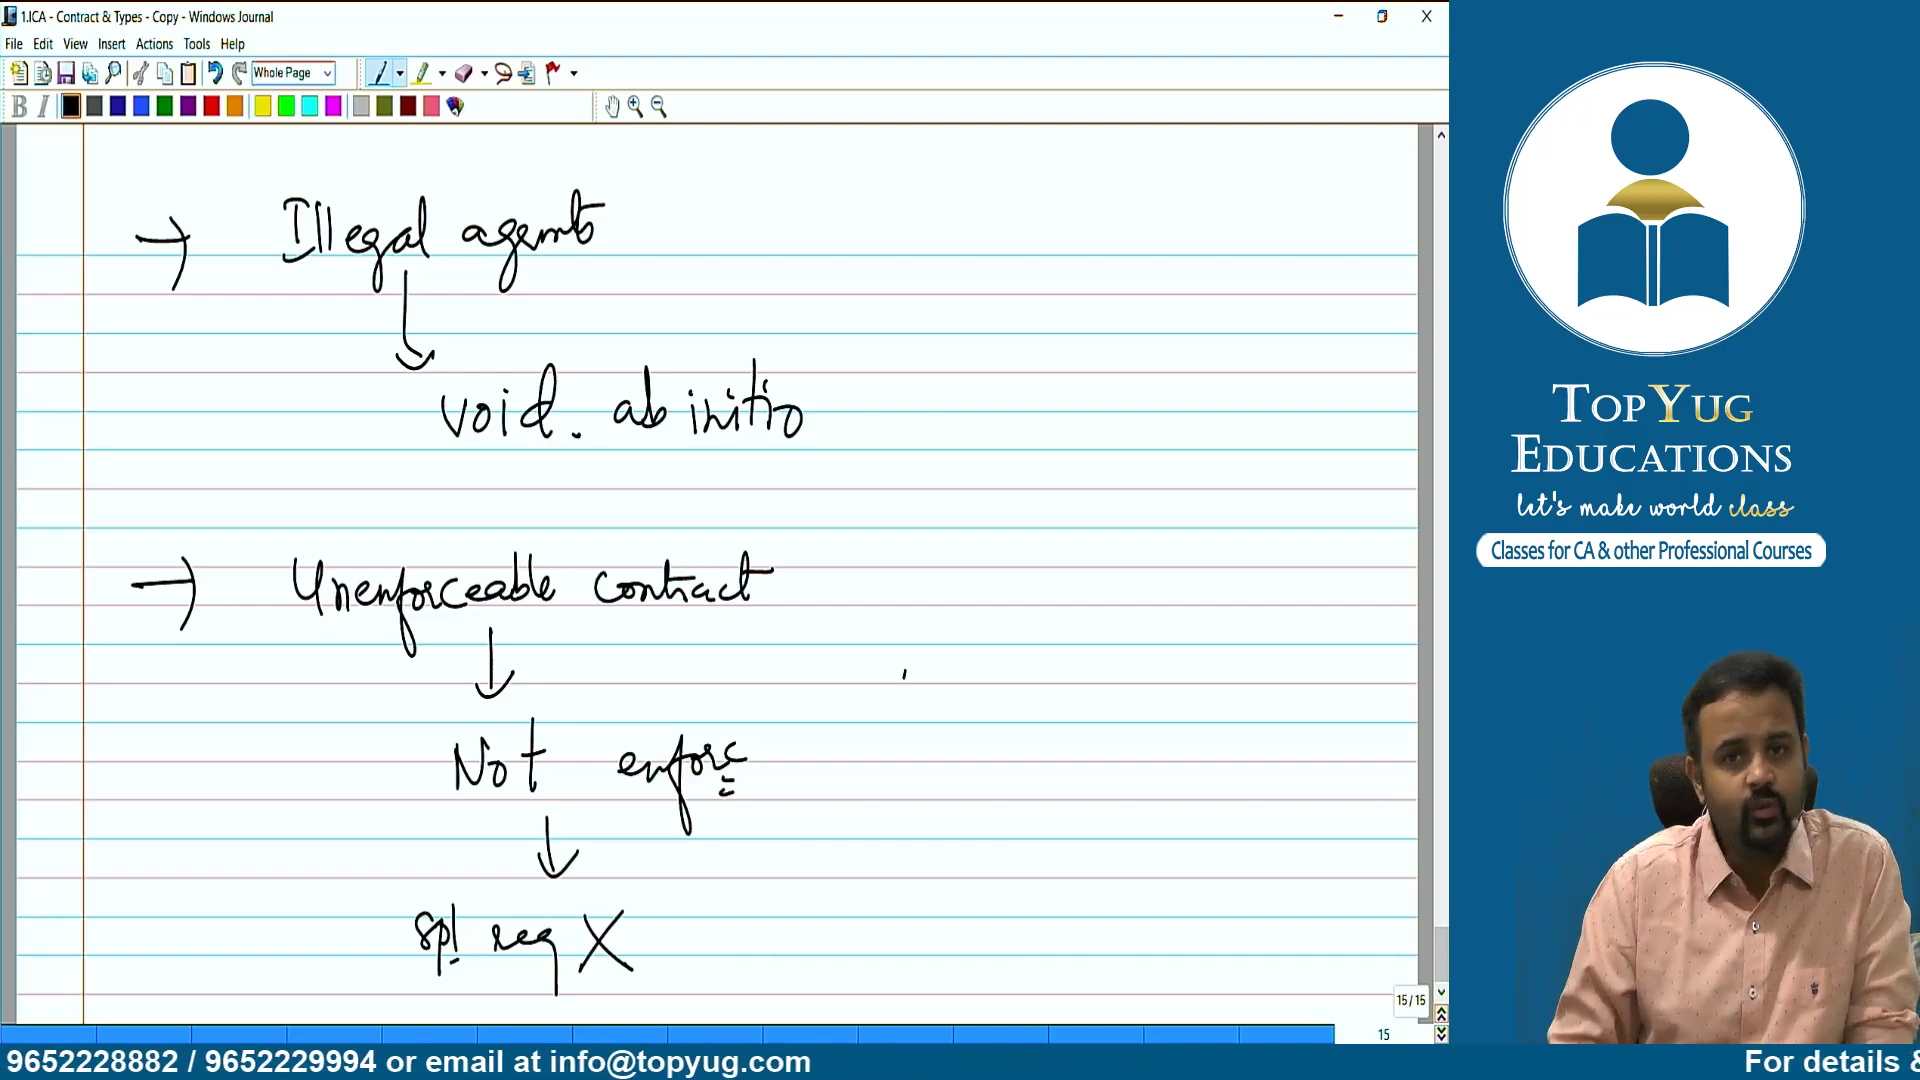 1.ICA - Contract & Types - Copy - Windows Journal
File Edit View Insert Actions Tools Help
Whole Page
B I
→ Illegal agents
↓
void. ab initio
→ Unenforceable contract
↓
Not enforc
↓
spl req X
15/15
15
TOPYUG
EDUCATIONS
let's make world class
Classes for CA & other Professional Courses
9652228882 / 9652229994 or email at info@topyug.com
For details &